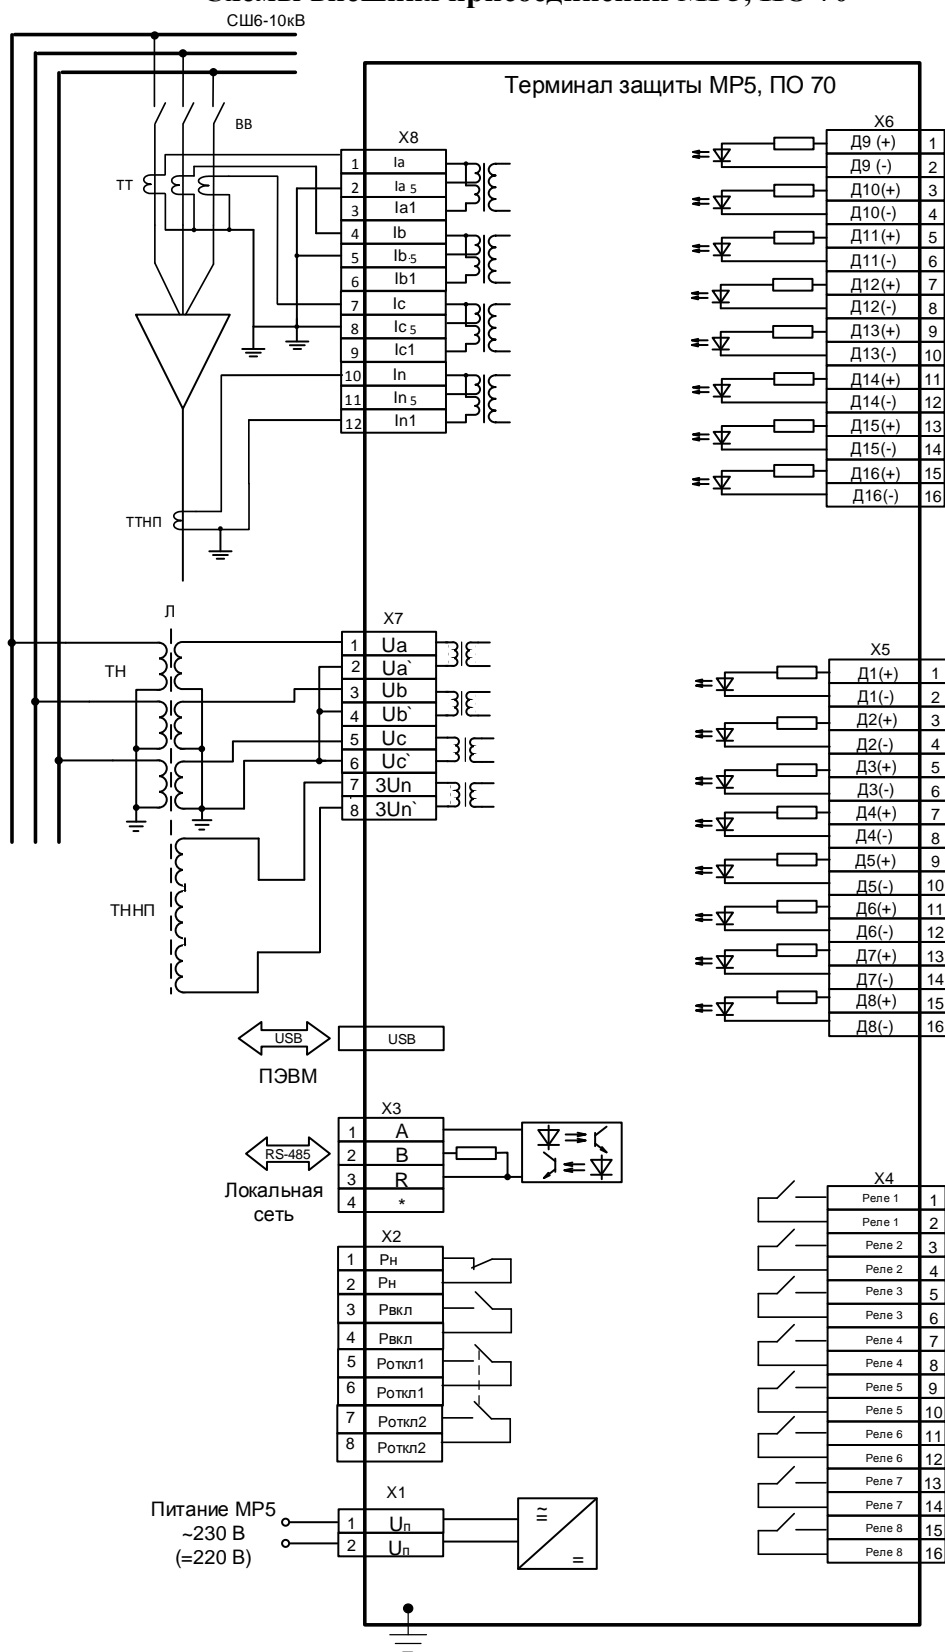 СШ6-10кВ
Терминал защиты МР5, ПО 70
ВВ
ТТ
X8
1 Ia
2 Ia 5
3 Ia1
4 Ib
5 Ib.5
6 Ib1
7 Ic
8 Ic 5
9 Ic1
10 In
11 In 5
12 In1
ТТНП
X6
Д9 (+) 1
Д9 (-) 2
Д10(+) 3
Д10(-) 4
Д11(+) 5
Д11(-) 6
Д12(+) 7
Д12(-) 8
Д13(+) 9
Д13(-) 10
Д14(+) 11
Д14(-) 12
Д15(+) 13
Д15(-) 14
Д16(+) 15
Д16(-) 16
Л
ТН
X7
1 Ua
2 Ua`
3 Ub
4 Ub`
5 Uc
6 Uc`
7 3Un
8 3Un`
ТННП
X5
Д1(+) 1
Д1(-) 2
Д2(+) 3
Д2(-) 4
Д3(+) 5
Д3(-) 6
Д4(+) 7
Д4(-) 8
Д5(+) 9
Д5(-) 10
Д6(+) 11
Д6(-) 12
Д7(+) 13
Д7(-) 14
Д8(+) 15
Д8(-) 16
USB
USB
ПЭВМ
X3
1 A
2 B
3 R
4 *
RS-485
Локальная
сеть
X2
1 Рн
2 Рн
3 Рвкл
4 Рвкл
5 Роткл1
6 Роткл1
7 Роткл2
8 Роткл2
X4
Реле 1 1
Реле 1 2
Реле 2 3
Реле 2 4
Реле 3 5
Реле 3 6
Реле 4 7
Реле 4 8
Реле 5 9
Реле 5 10
Реле 6 11
Реле 6 12
Реле 7 13
Реле 7 14
Реле 8 15
Реле 8 16
X1
1 Uп
2 Uп
Питание МР5
~230 В
(=220 В)